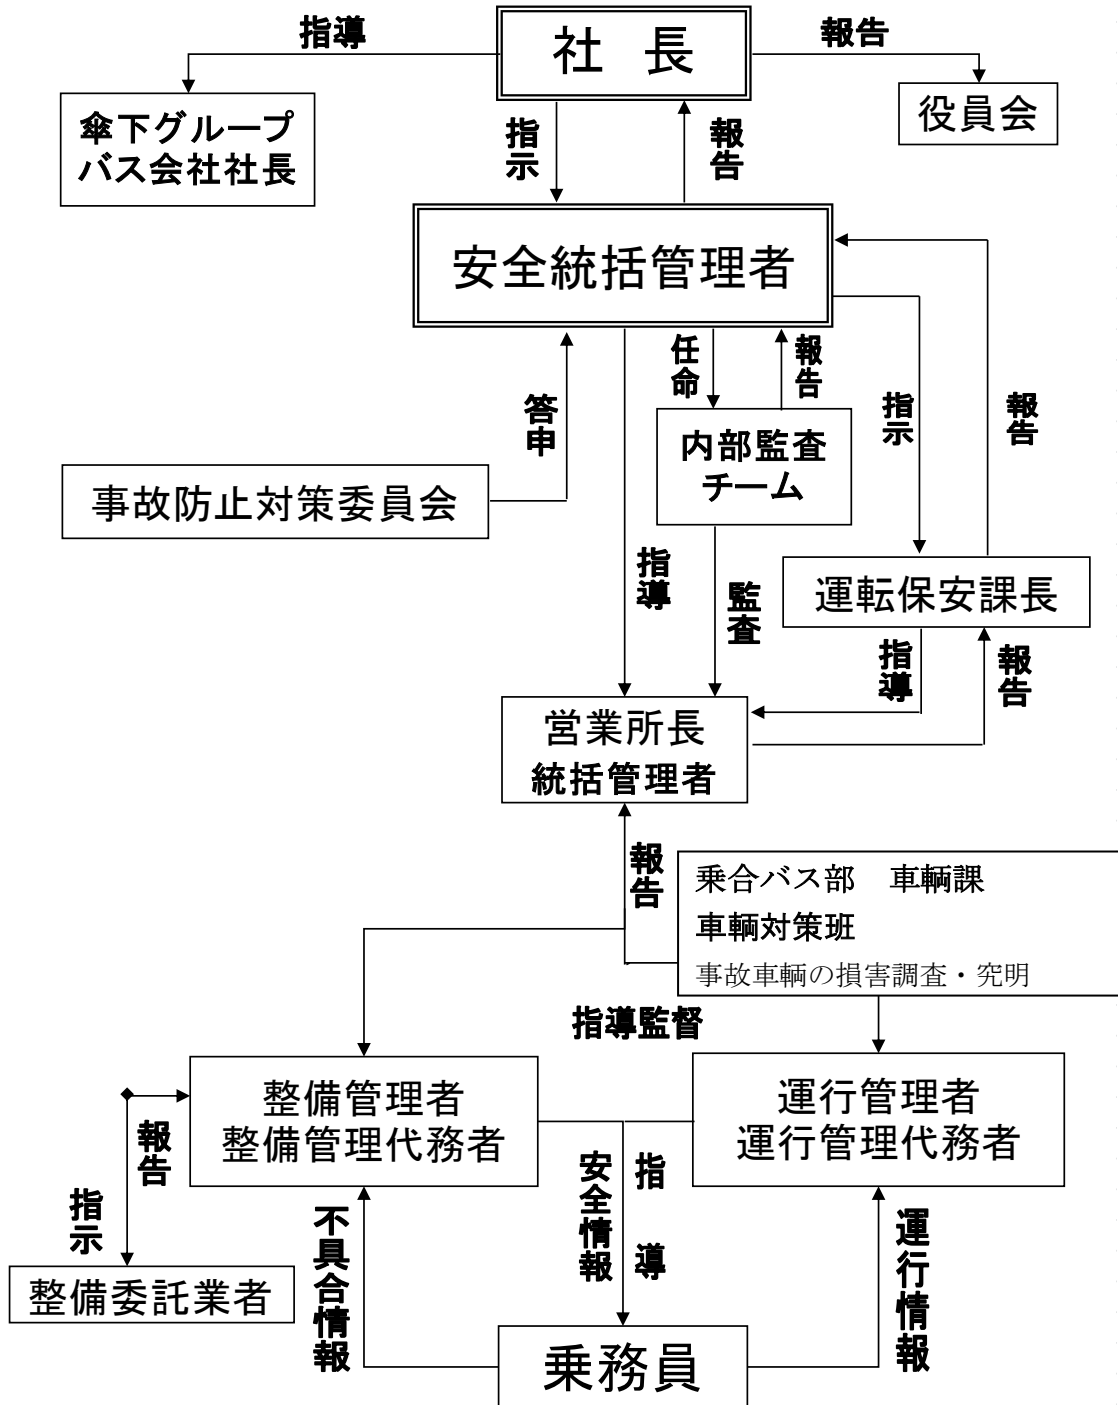 指導
社 長
報告
傘下グループ
バス会社社長
役員会
指示
報告
安全統括管理者
任命
報告
答申
指示
報告
内部監査
チーム
事故防止対策委員会
指導
監査
運転保安課長
指導
報告
営業所長
統括管理者
報告
乗合バス部　車輌課
車輌対策班
事故車輌の損害調査・究明
指導監督
整備管理者
整備管理代務者
運行管理者
運行管理代務者
報告
指示
安全情報
指導
不具合情報
運行情報
整備委託業者
乗務員